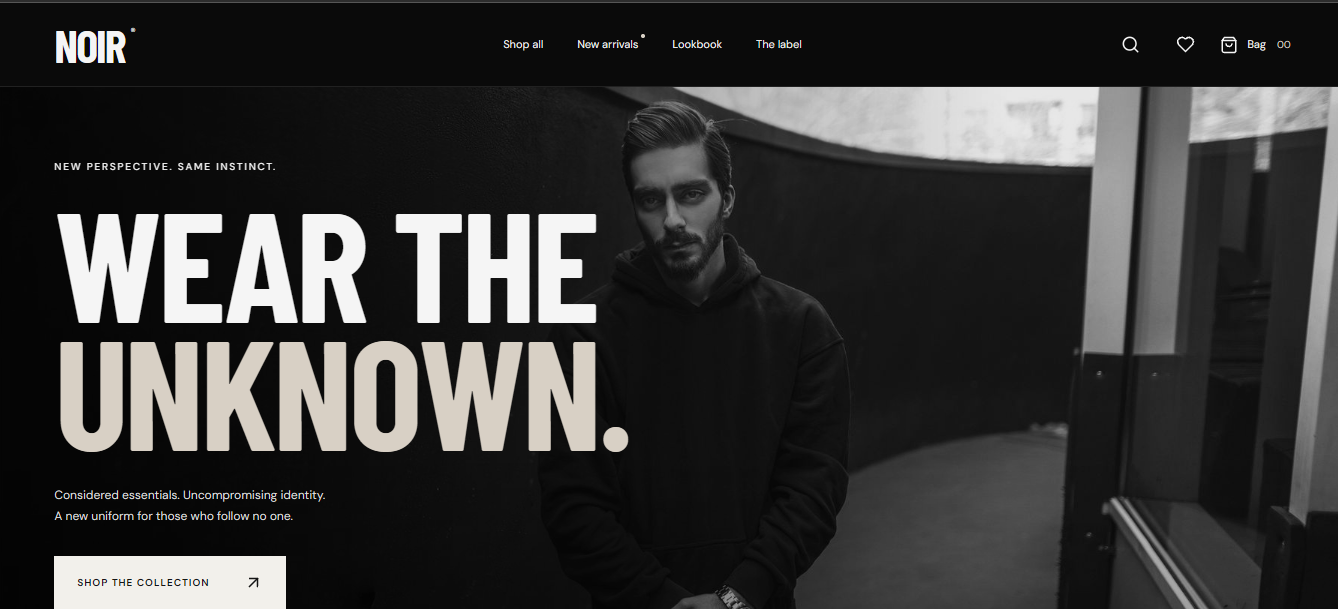 NOIR
Shop all
New arrivals
Lookbook
The label
Bag 00
NEW PERSPECTIVE. SAME INSTINCT.
WEAR THE
UNKNOWN.
Considered essentials. Uncompromising identity.
A new uniform for those who follow no one.
SHOP THE COLLECTION